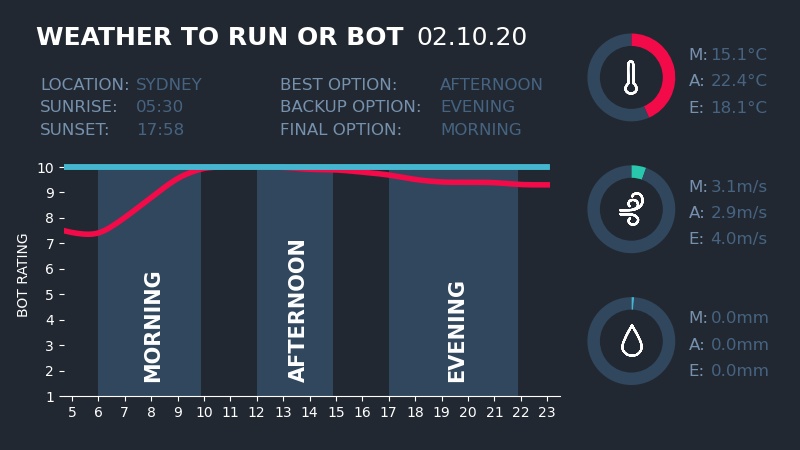 WEATHER TO RUN OR BOT 02.10.20
LOCATION: SYDNEY
SUNRISE: 05:30
SUNSET: 17:58
BEST OPTION: AFTERNOON
BACKUP OPTION: EVENING
FINAL OPTION: MORNING
M: 15.1°C
A: 22.4°C
E: 18.1°C
M: 3.1m/s
A: 2.9m/s
E: 4.0m/s
M: 0.0mm
A: 0.0mm
E: 0.0mm
BOT RATING
10
9
8
7
6
5
4
3
2
1
MORNING
AFTERNOON
EVENING
5 6 7 8 9 10 11 12 13 14 15 16 17 18 19 20 21 22 23